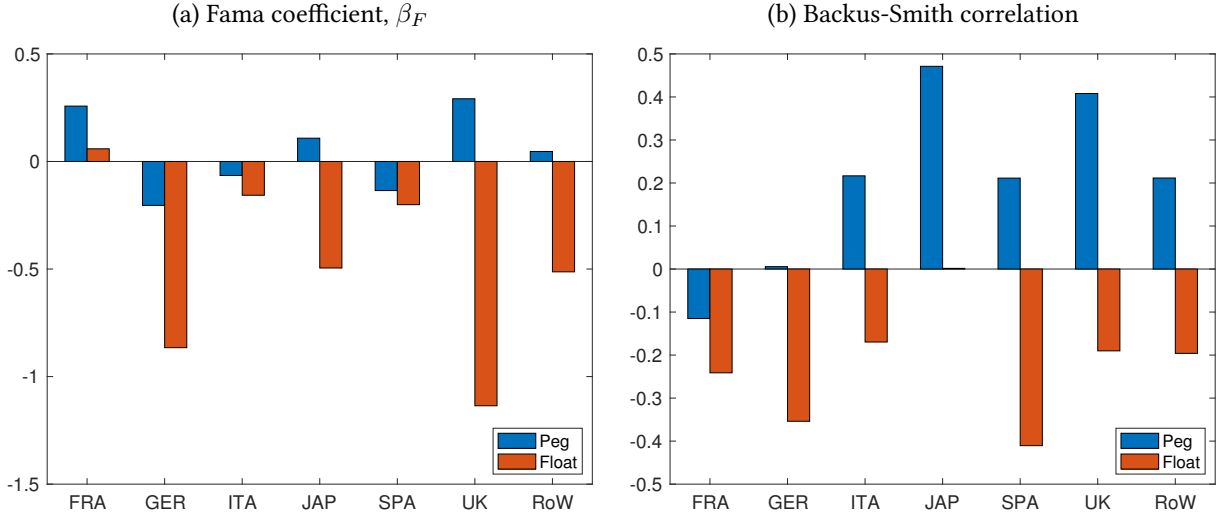 (a) Fama coefficient, β_F
0.5
0
-0.5
-1
-1.5
FRA GER ITA JAP SPA UK RoW
Peg
Float
(b) Backus-Smith correlation
0.5
0.4
0.3
0.2
0.1
0
-0.1
-0.2
-0.3
-0.4
-0.5
FRA GER ITA JAP SPA UK RoW
Peg
Float